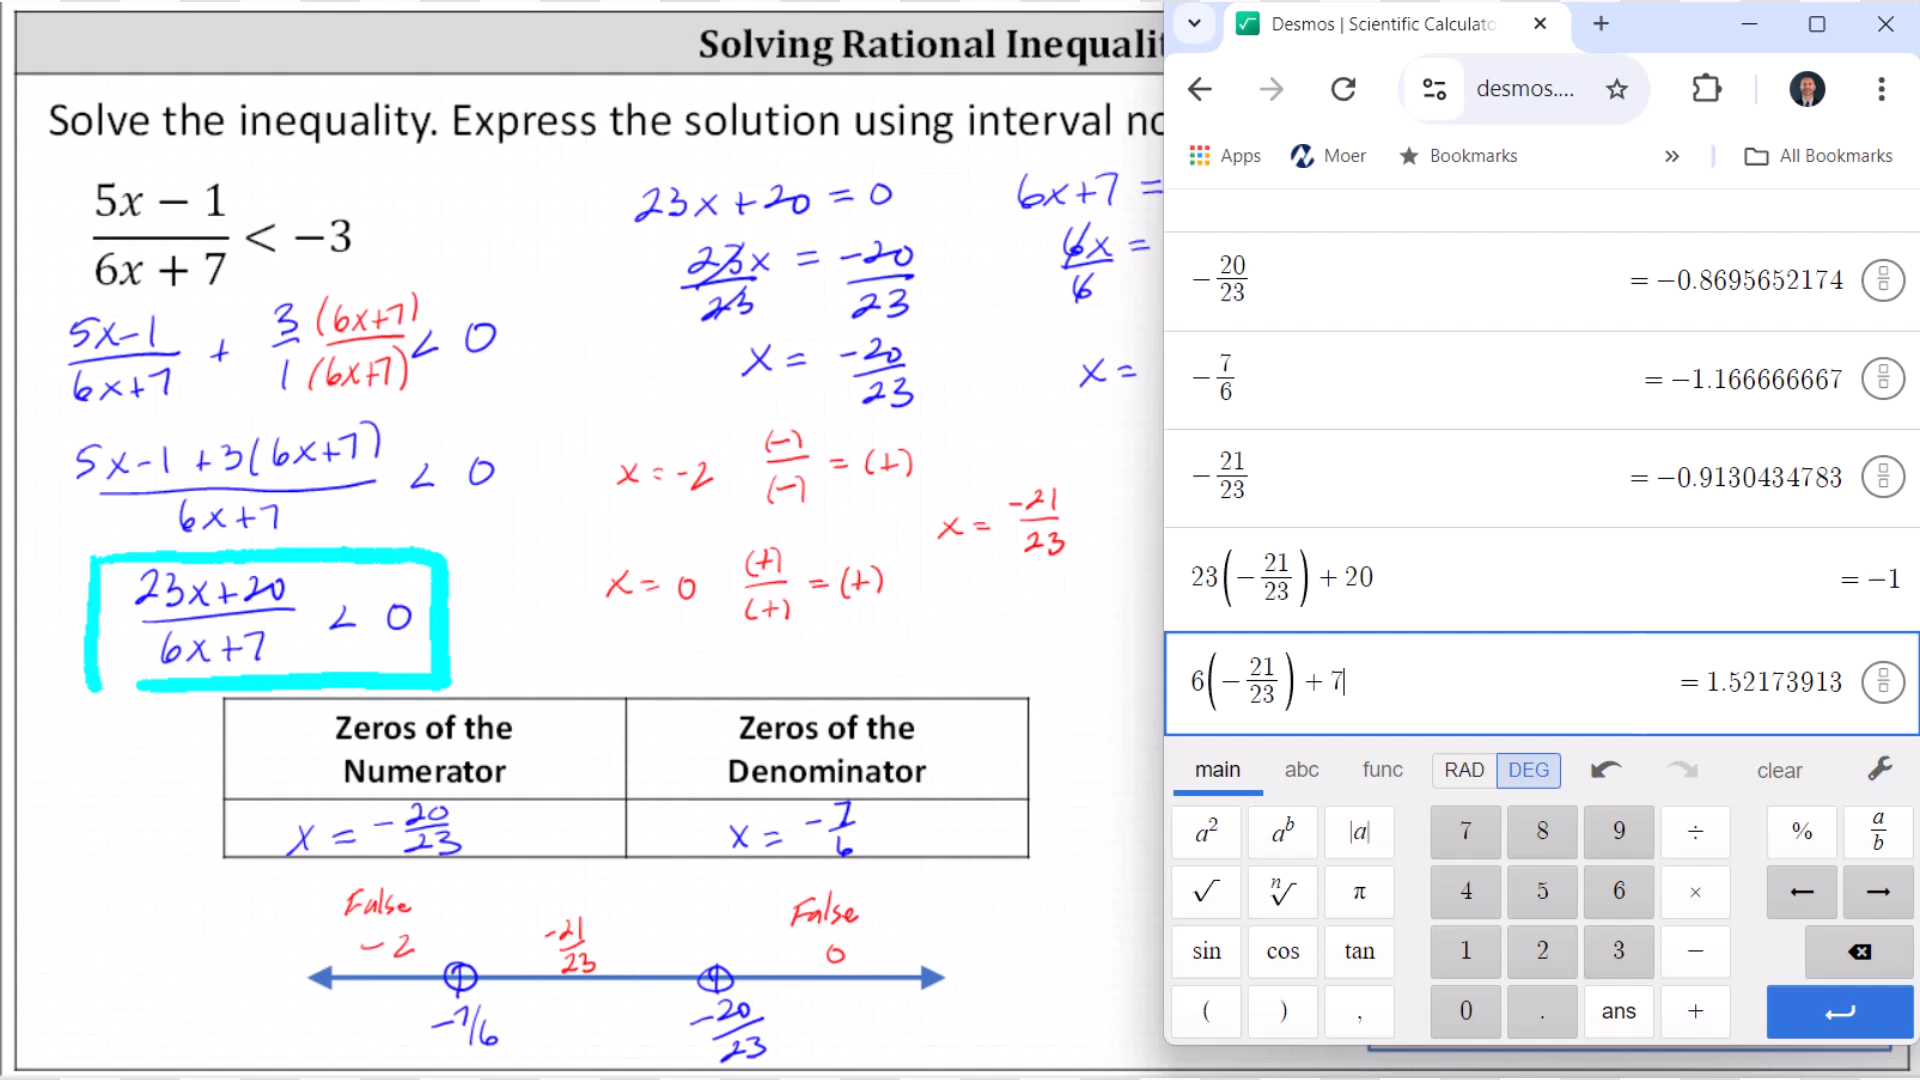 Solving Rational Inequalit
Solve the inequality. Express the solution using interval no
5x − 1
6x + 7
< −3
5x-1
6x+7
+
3 (6x+7)
1 (6x+7)
< 0
5x-1 +3(6x+7)
6x+7
< 0
23x+20
6x+7
< 0
23x+20 = 0
23x = -20
23 23
x = -20
23
6x+7 =
6x =
6
x =
x = -2 (-) = (+)
(-)
x = 0 (+) = (+)
(+)
x = -21
23
Zeros of the
Numerator
Zeros of the
Denominator
x = -20
23
x = -7
6
False
-2
-21
23
False
0
-7/6
-20
23
Desmos | Scientific Calculato
desmos....
Apps
Moer
Bookmarks
»
All Bookmarks
− 20
23
= −0.8695652174
− 7
6
= −1.166666667
− 21
23
= −0.9130434783
23(− 21
23) + 20
= −1
6(− 21
23) + 7
= 1.52173913
main abc func RAD DEG clear
a² aᵇ |a| 7 8 9 ÷ % a
b
√ ⁿ√ π 4 5 6 × ← →
sin cos tan 1 2 3 −
( ) , 0 . ans +